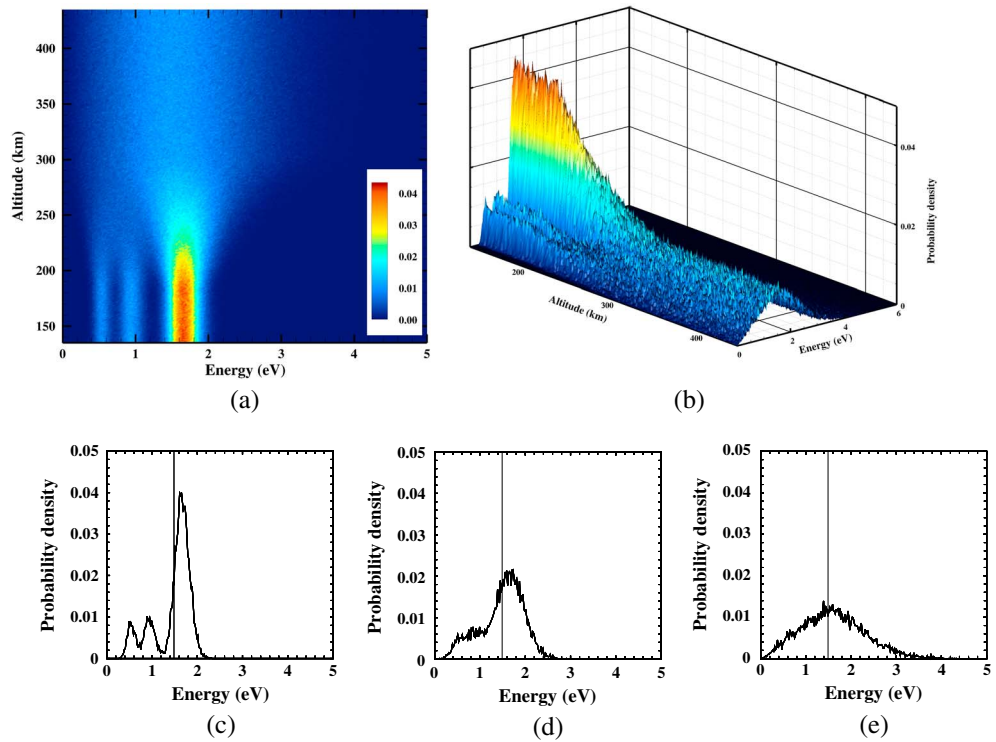 400
350
300
250
200
150
Altitude (km)
0.04
0.03
0.02
0.01
0.00
0 1 2 3 4 5
Energy (eV)
(a)
0.04
0.02
0
Probability density
200
300
400
Altitude (km)
0
2
4
6
Energy (eV)
(b)
0.05
0.04
0.03
0.02
0.01
0
Probability density
0 1 2 3 4 5
Energy (eV)
(c)
0.05
0.04
0.03
0.02
0.01
0
Probability density
0 1 2 3 4 5
Energy (eV)
(d)
0.05
0.04
0.03
0.02
0.01
0
Probability density
0 1 2 3 4 5
Energy (eV)
(e)